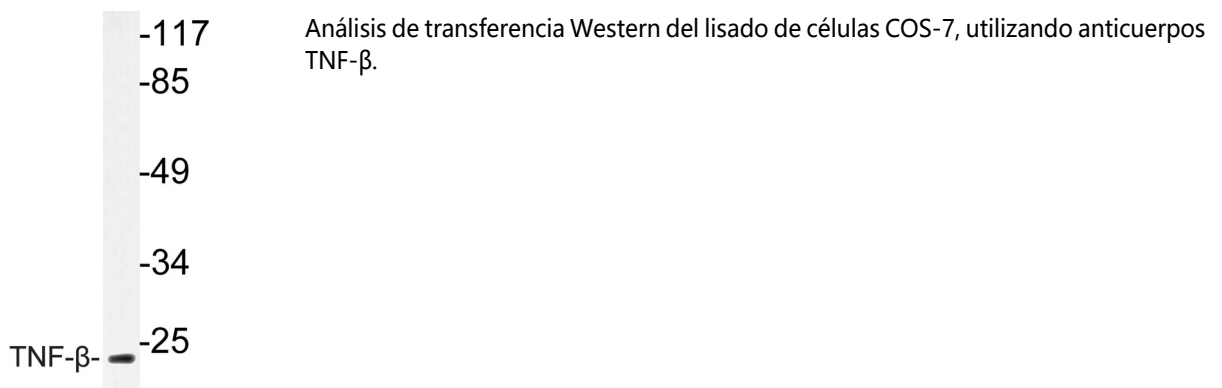 -117
-85
-49
-34
-25
TNF-β-
Análisis de transferencia Western del lisado de células COS-7, utilizando anticuerpos
TNF-β.